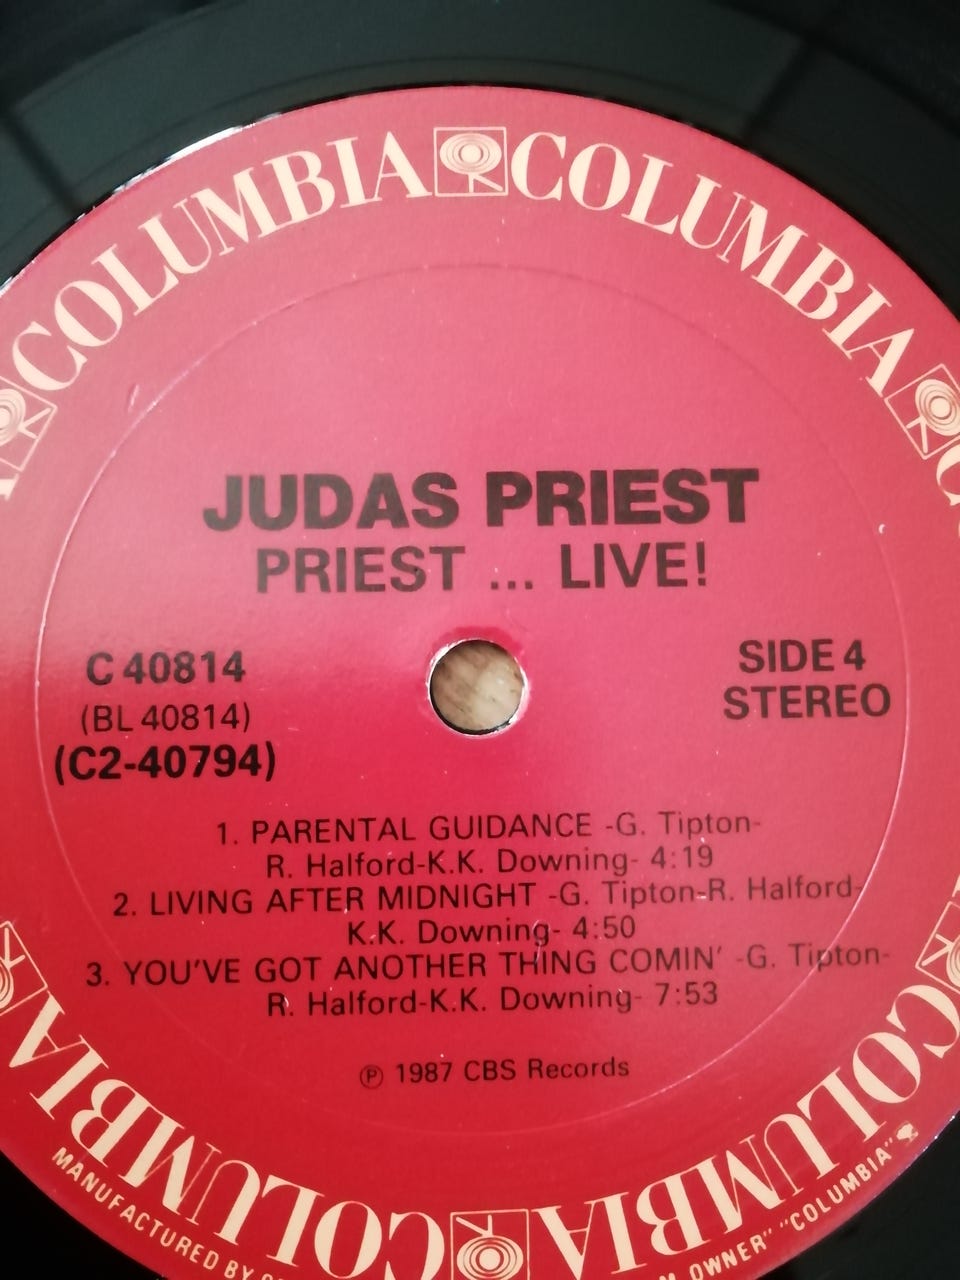 COLUMBIA COLUMBIA
JUDAS PRIEST
PRIEST ... LIVE!
C 40814
(BL 40814)
(C2-40794)
SIDE 4
STEREO
1. PARENTAL GUIDANCE -G. Tipton-
R. Halford-K.K. Downing- 4:19
2. LIVING AFTER MIDNIGHT -G. Tipton-R. Halford-
K.K. Downing- 4:50
3. YOU'VE GOT ANOTHER THING COMIN' -G. Tipton-
R. Halford-K.K. Downing- 7:53
℗ 1987 CBS Records
COLUMBIA COLUMBIA
MANUFACTURED BY
OWNER" "COLUMBIA"